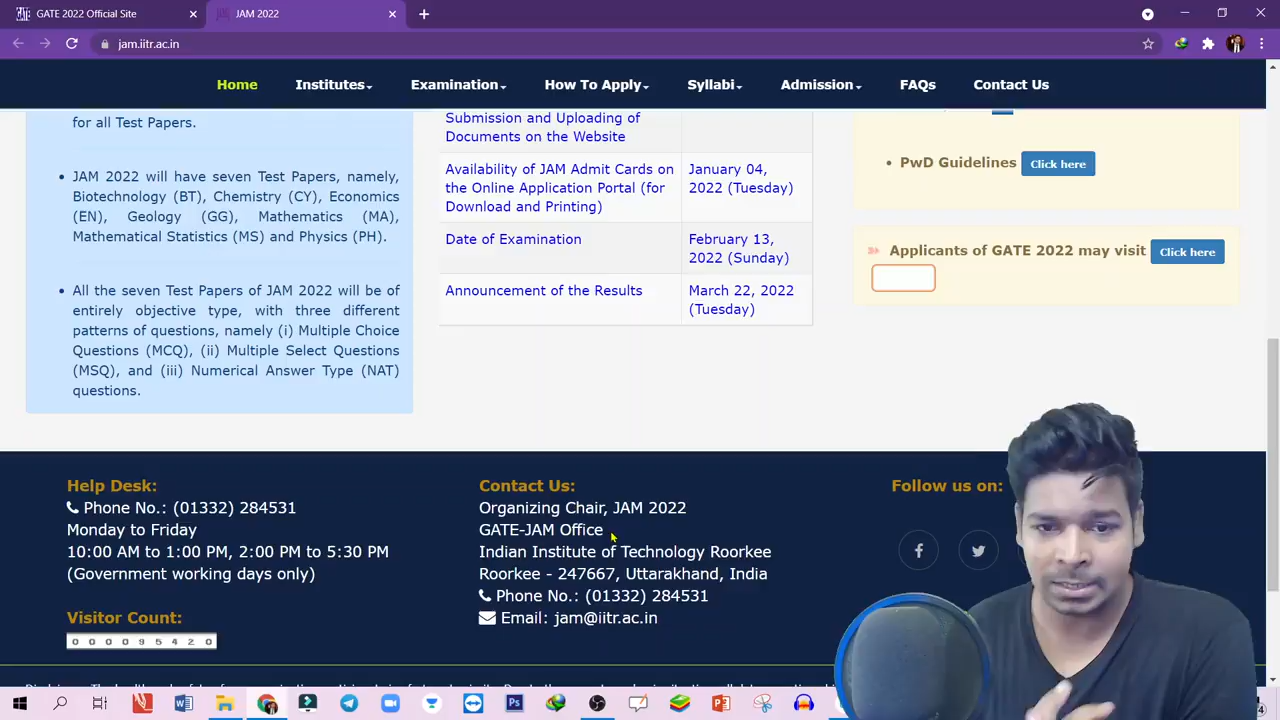 GATE 2022 Official Site
JAM 2022
jam.iitr.ac.in
Home
Institutes
Examination
How To Apply
Syllabi
Admission
FAQs
Contact Us
for all Test Papers.
JAM 2022 will have seven Test Papers, namely,
Biotechnology (BT), Chemistry (CY), Economics
(EN), Geology (GG), Mathematics (MA),
Mathematical Statistics (MS) and Physics (PH).
All the seven Test Papers of JAM 2022 will be of
entirely objective type, with three different
patterns of questions, namely (i) Multiple Choice
Questions (MCQ), (ii) Multiple Select Questions
(MSQ), and (iii) Numerical Answer Type (NAT)
questions.
Submission and Uploading of
Documents on the Website
Availability of JAM Admit Cards on
the Online Application Portal (for
Download and Printing)
January 04,
2022 (Tuesday)
Date of Examination
February 13,
2022 (Sunday)
Announcement of the Results
March 22, 2022
(Tuesday)
PwD Guidelines Click here
Applicants of GATE 2022 may visit Click here
Help Desk:
Phone No.: (01332) 284531
Monday to Friday
10:00 AM to 1:00 PM, 2:00 PM to 5:30 PM
(Government working days only)
Visitor Count:
00095420
Contact Us:
Organizing Chair, JAM 2022
GATE-JAM Office
Indian Institute of Technology Roorkee
Roorkee - 247667, Uttarakhand, India
Phone No.: (01332) 284531
Email: jam@iitr.ac.in
Follow us on: